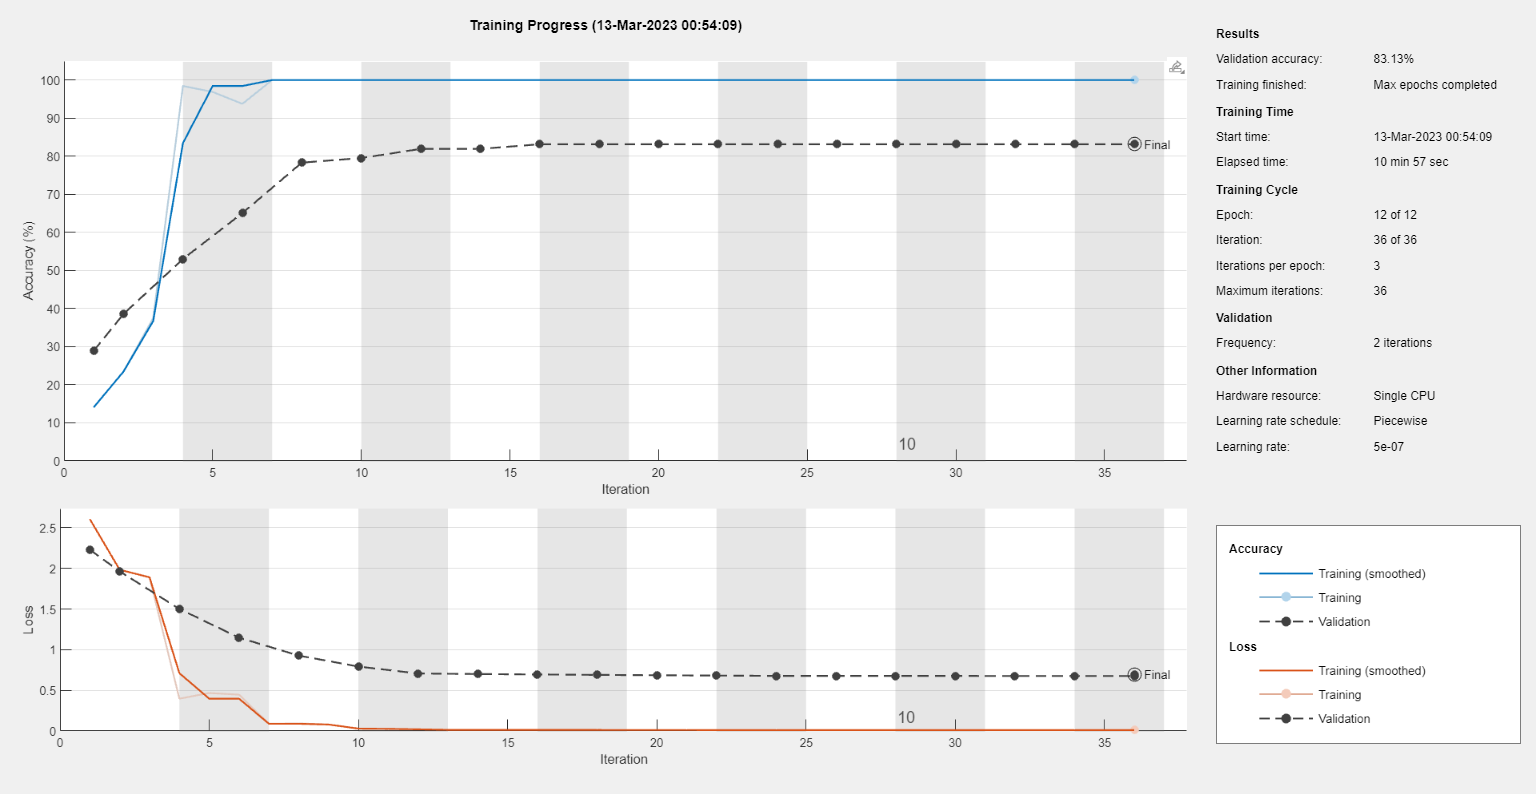 Training Progress (13-Mar-2023 00:54:09)
100
90
80
70
60
50
40
30
20
10
0
Accuracy (%)
Final
10
0 5 10 15 20 25 30 35
Iteration
2.5
2
1.5
1
0.5
0
Loss
Final
10
0 5 10 15 20 25 30 35
Iteration
Results
Validation accuracy: 83.13%
Training finished: Max epochs completed
Training Time
Start time: 13-Mar-2023 00:54:09
Elapsed time: 10 min 57 sec
Training Cycle
Epoch: 12 of 12
Iteration: 36 of 36
Iterations per epoch: 3
Maximum iterations: 36
Validation
Frequency: 2 iterations
Other Information
Hardware resource: Single CPU
Learning rate schedule: Piecewise
Learning rate: 5e-07
Accuracy
Training (smoothed)
Training
Validation
Loss
Training (smoothed)
Training
Validation